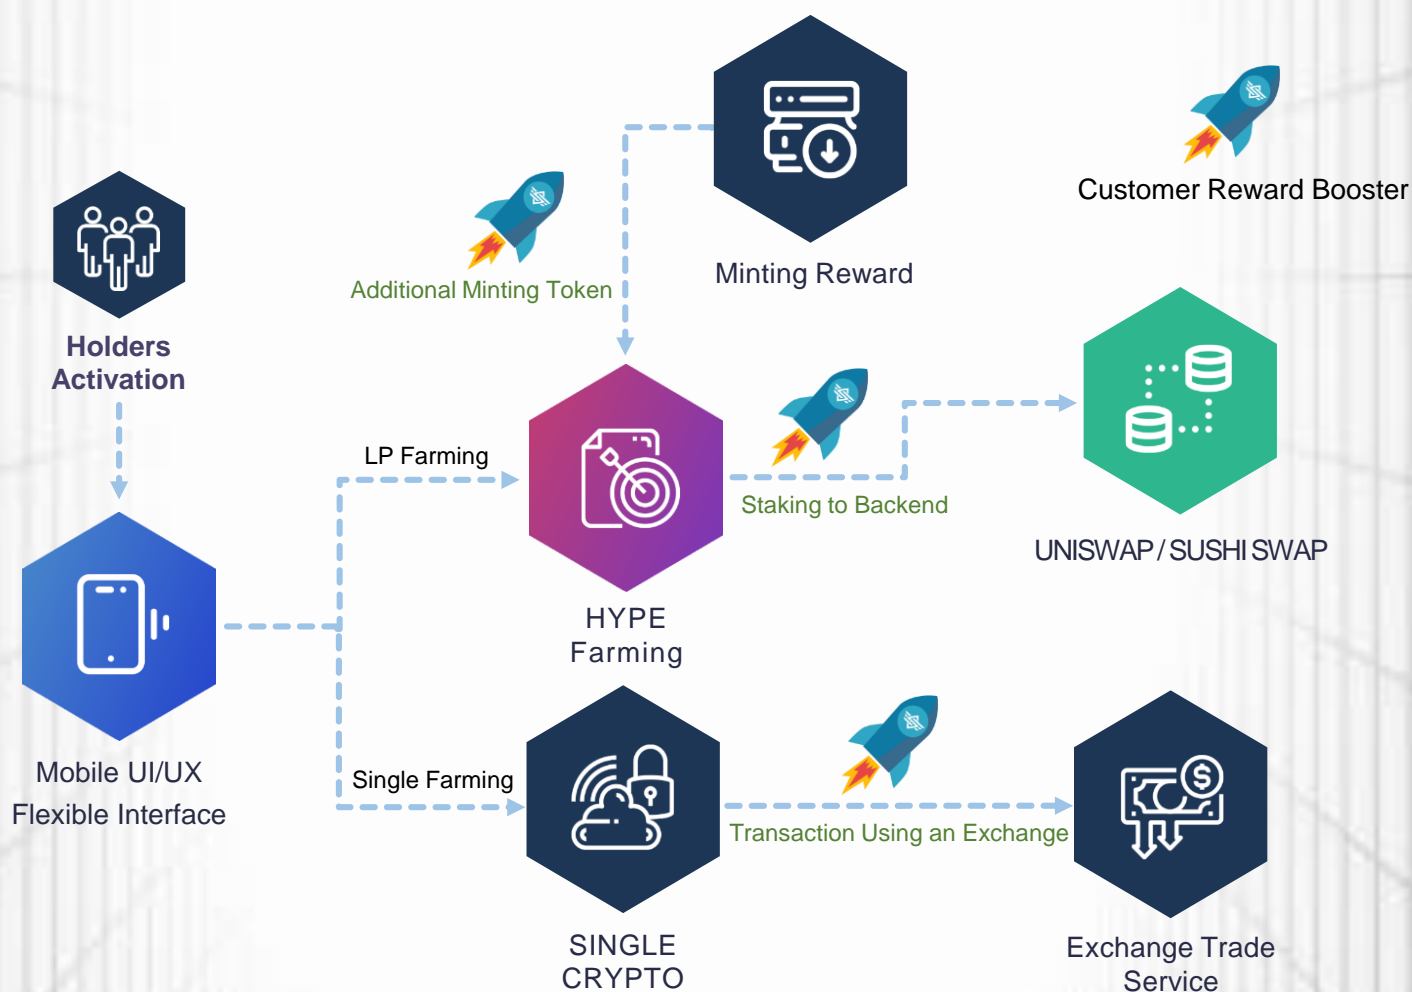 Customer Reward Booster
Minting Reward
Additional Minting Token
Holders
Activation
LP Farming
Staking to Backend
UNISWAP / SUSHI SWAP
HYPE
Farming
Mobile UI/UX
Flexible Interface
Single Farming
Transaction Using an Exchange
SINGLE
CRYPTO
Exchange Trade
Service